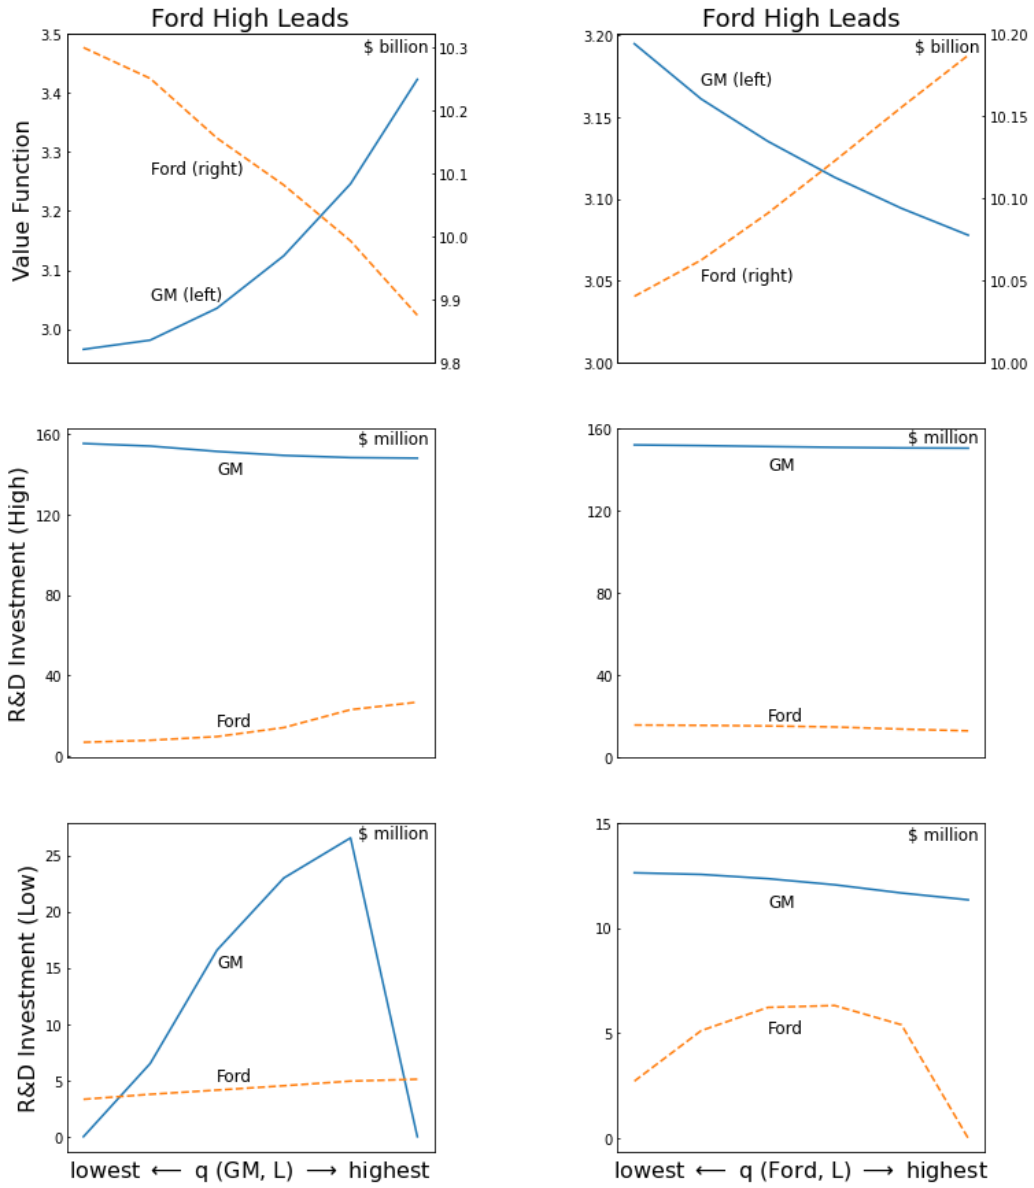 Ford High Leads
Value Function
3.5
3.4
3.3
3.2
3.1
3.0
$ billion
Ford (right)
GM (left)
10.3
10.2
10.1
10.0
9.9
9.8
Ford High Leads
3.20
3.15
3.10
3.05
3.00
$ billion
GM (left)
Ford (right)
10.20
10.15
10.10
10.05
10.00
R&D Investment (High)
160
120
80
40
0
$ million
GM
Ford
160
120
80
40
0
$ million
GM
Ford
R&D Investment (Low)
25
20
15
10
5
0
$ million
GM
Ford
lowest ⟵ q (GM, L) ⟶ highest
15
10
5
0
$ million
GM
Ford
lowest ⟵ q (Ford, L) ⟶ highest